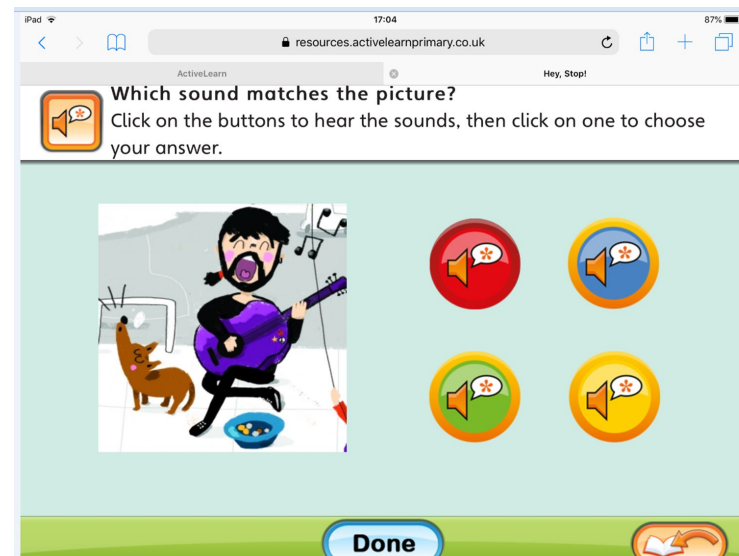 iPad 17:04 87%
resources.activelearnprimary.co.uk
ActiveLearn Hey, Stop!
Which sound matches the picture?
Click on the buttons to hear the sounds, then click on one to choose
your answer.
Done